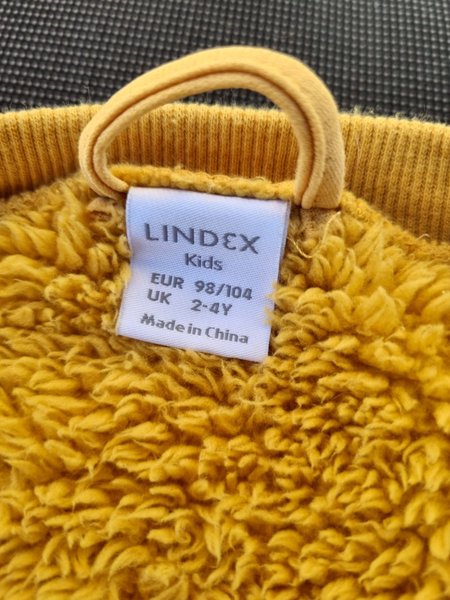 LINDEX
Kids
EUR 98/104
UK 2-4Y
Made in China